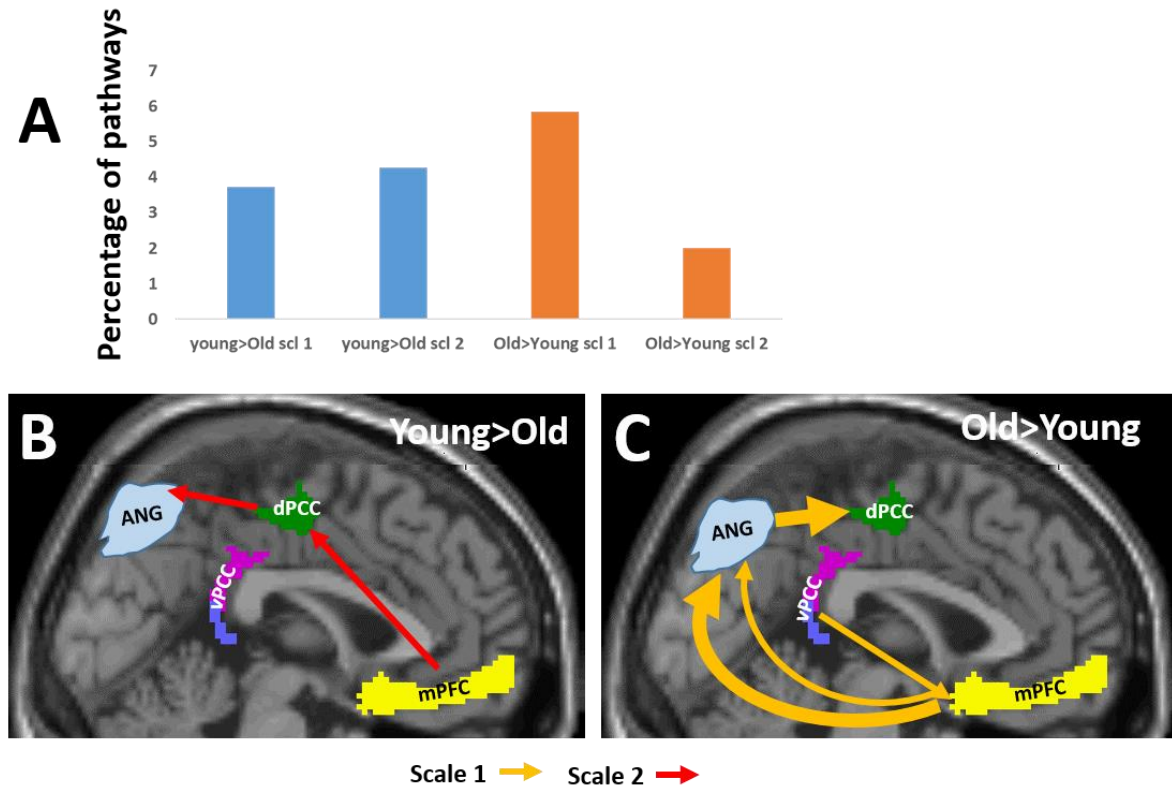 A
Percentage of pathways
7
6
5
4
3
2
1
0
young>Old scl 1
young>Old scl 2
Old>Young scl 1
Old>Young scl 2
B
Young>Old
ANG
dPCC
vPCC
mPFC
C
Old>Young
ANG
dPCC
vPCC
mPFC
Scale 1
Scale 2